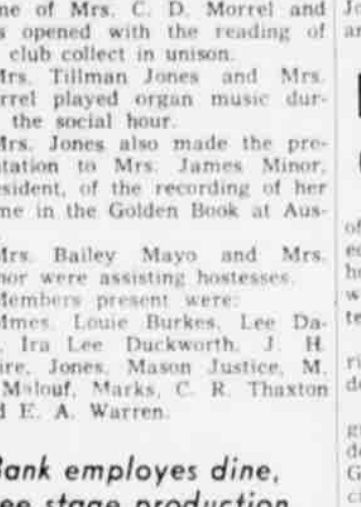 me of Mrs. C. D. Morrel and
s opened with the reading of
club collect in unison.
Mrs. Tillman Jones and Mrs.
rrel played organ music dur-
the social hour.
Mrs. Jones also made the pre-
ntation to Mrs. James Minor,
esident, of the recording of her
me in the Golden Book at Aus-
Mrs. Bailey Mayo and Mrs.
nor were assisting hostesses.
Members present were:
Mmes. Louie Burkes, Lee Da-
Ira Lee Duckworth, J. H.
ire, Jones, Mason Justice, M.
Malouf, Marks, C. R. Thaxton
d E. A. Warren.
Bank employes dine,
ee stage production